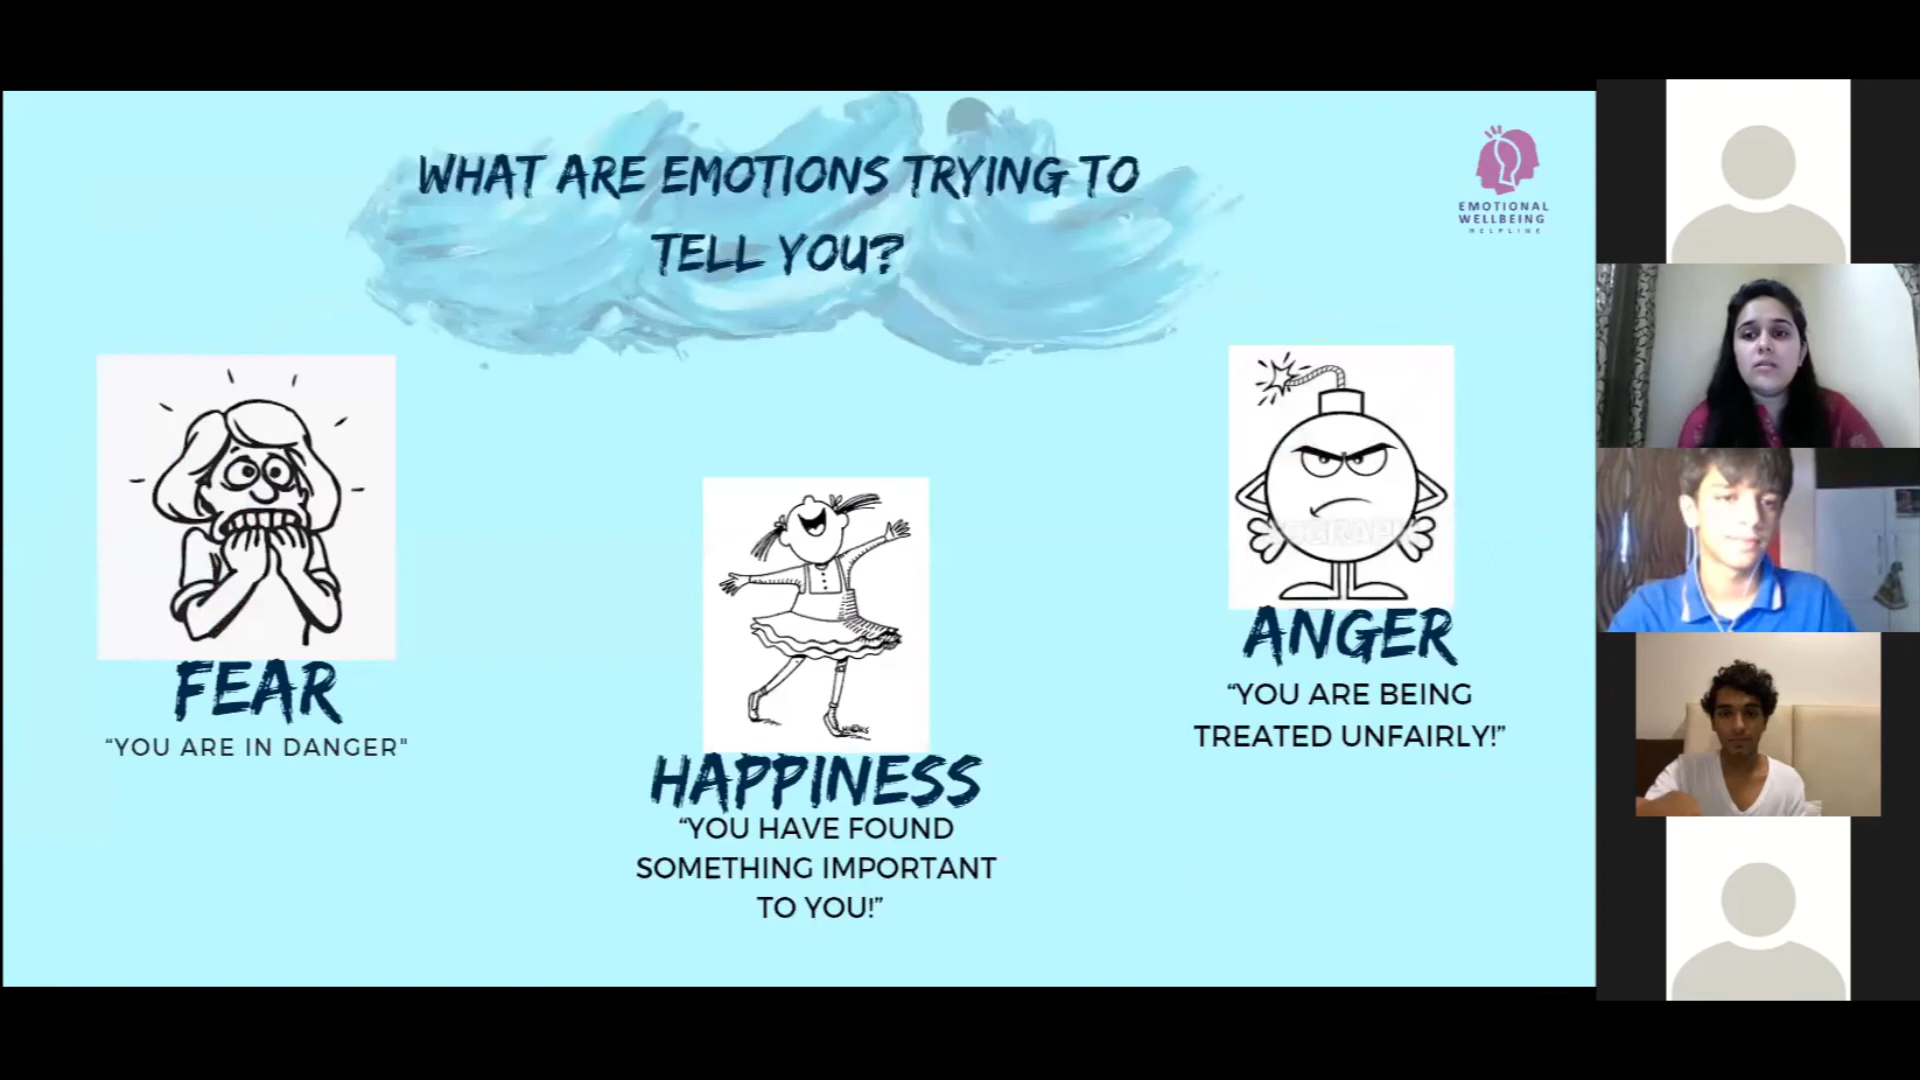 WHAT ARE EMOTIONS TRYING TO
TELL YOU?
EMOTIONAL
WELLBEING
HELPLINE
FEAR
“YOU ARE IN DANGER"
HAPPINESS
“YOU HAVE FOUND
SOMETHING IMPORTANT
TO YOU!”
ANGER
“YOU ARE BEING
TREATED UNFAIRLY!”